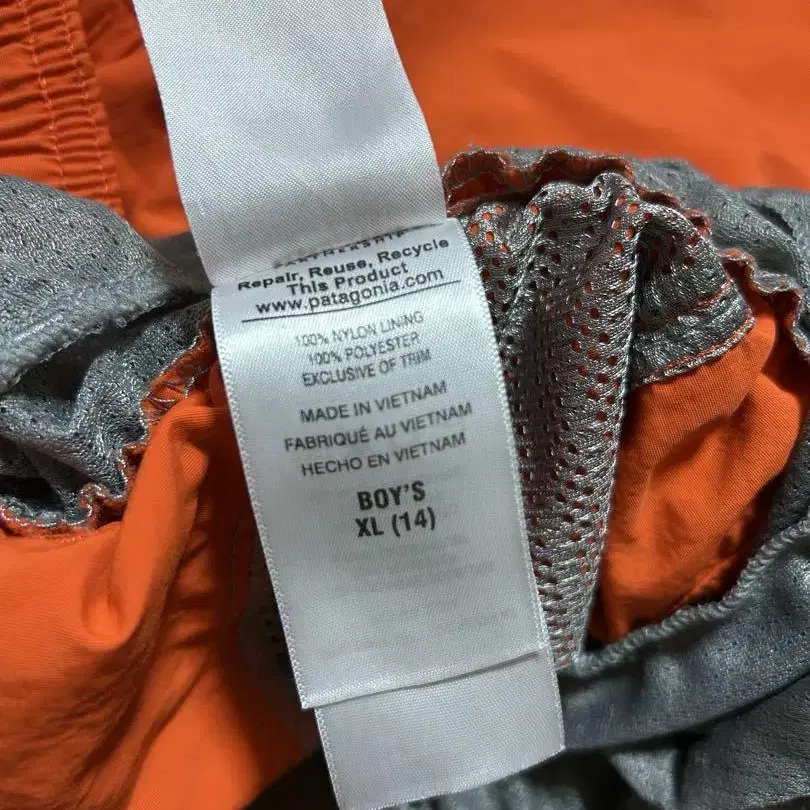 Repair, Reuse, Recycle
This Product
www.patagonia.com
100% NYLON LINING
100% POLYESTER
EXCLUSIVE OF TRIM
MADE IN VIETNAM
FABRIQUÉ AU VIETNAM
HECHO EN VIETNAM
BOY'S
XL (14)